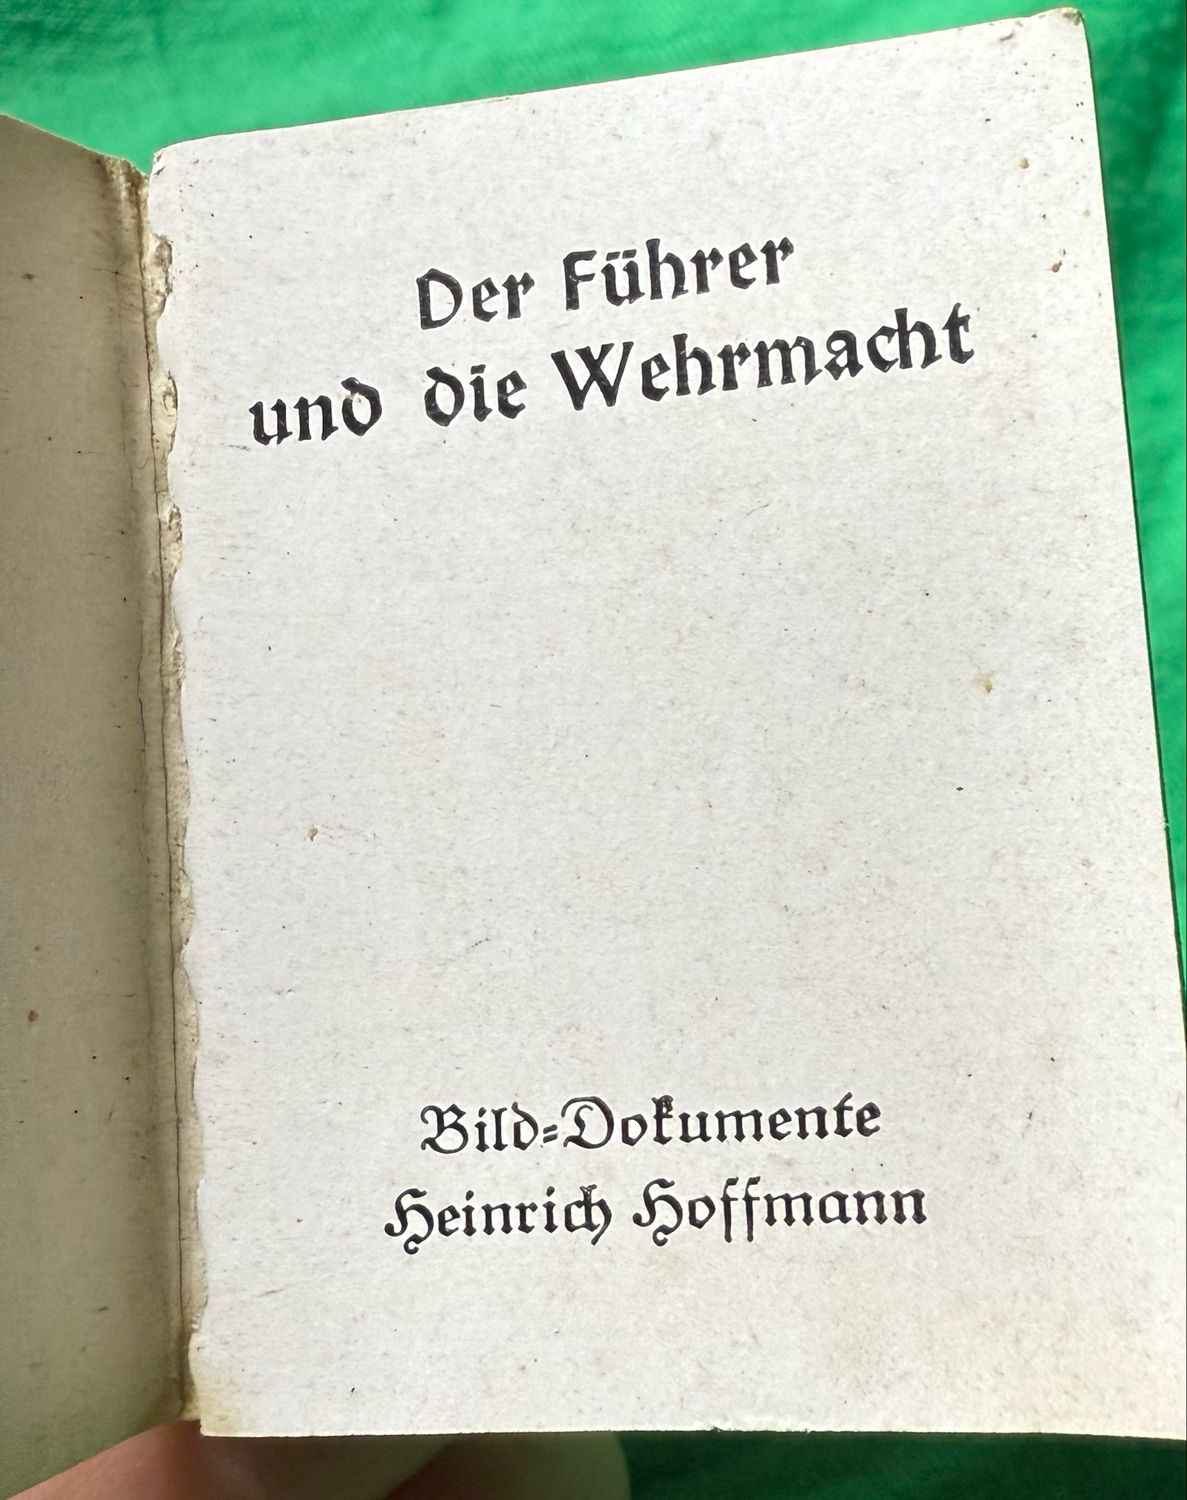 Der Führer
und die Wehrmacht
Bild-Dokumente
Heinrich Hoffmann